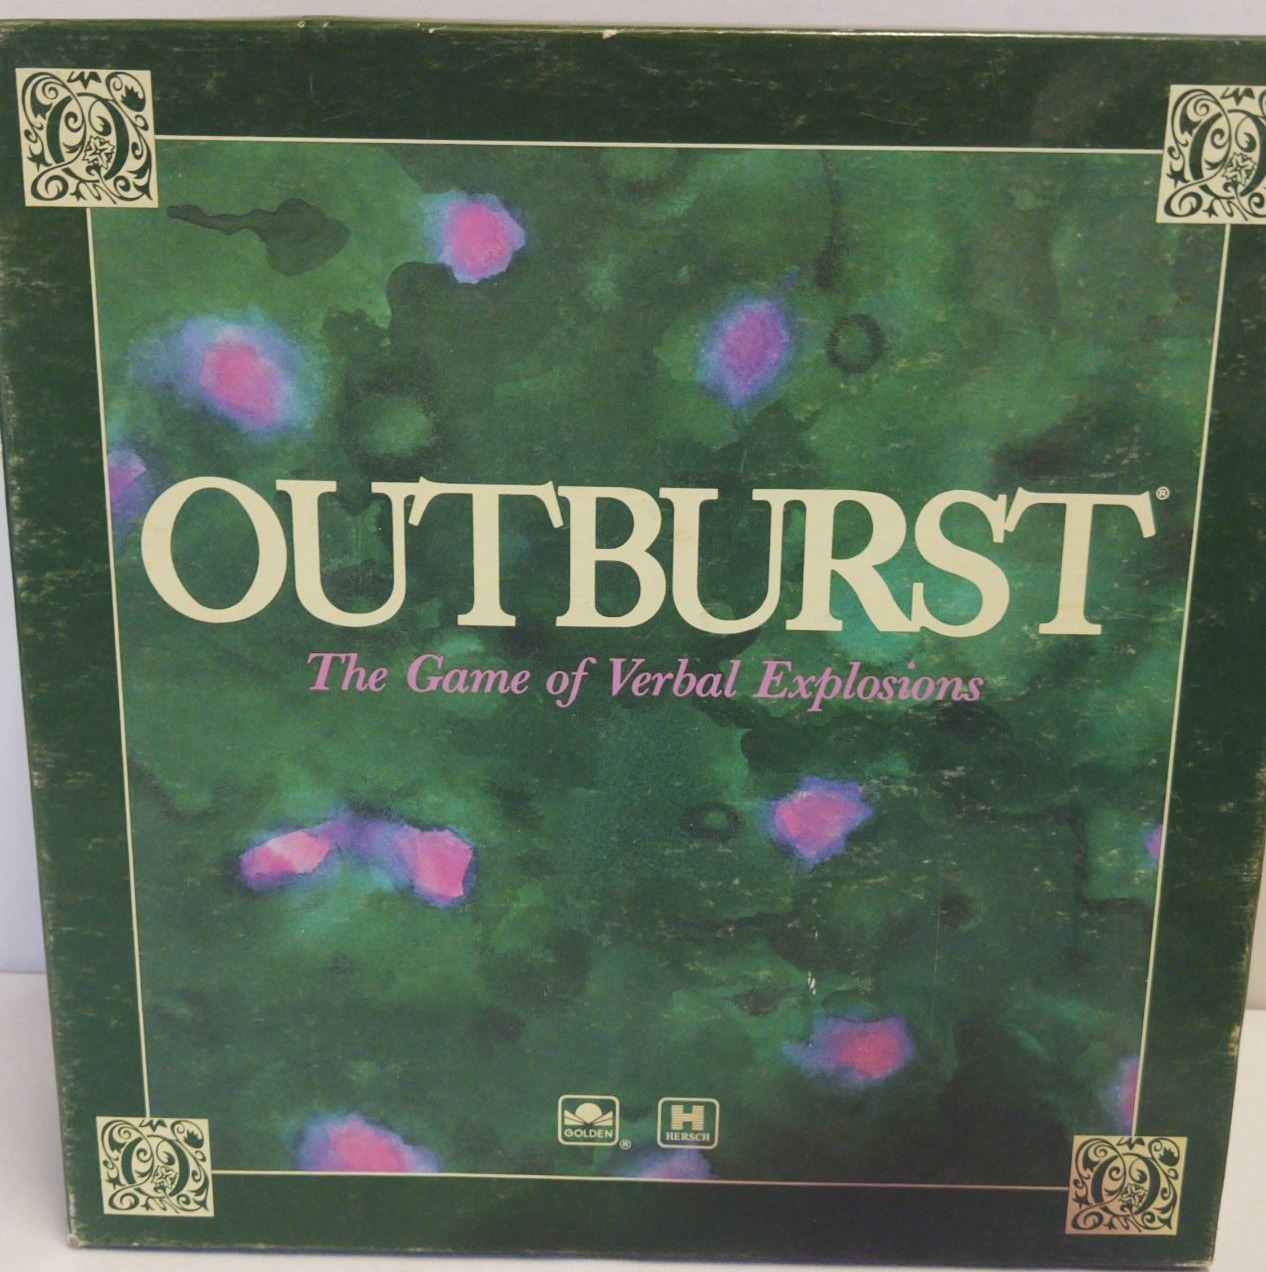 OUTBURST®
The Game of Verbal Explosions
GOLDEN ®
H
HERSCH